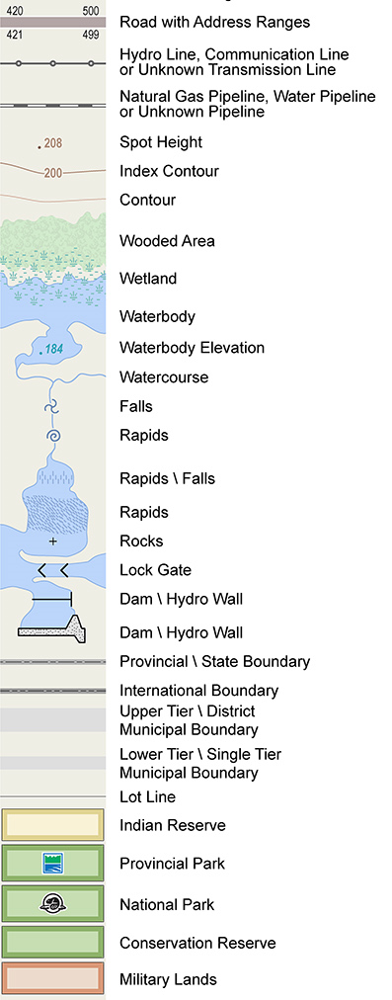 420 500
Road with Address Ranges
421 499
Hydro Line, Communication Line
or Unknown Transmission Line
Natural Gas Pipeline, Water Pipeline
or Unknown Pipeline
208 Spot Height
200 Index Contour
Contour
Wooded Area
Wetland
Waterbody
184 Waterbody Elevation
Watercourse
Falls
Rapids
Rapids \ Falls
Rapids
Rocks
Lock Gate
Dam \ Hydro Wall
Dam \ Hydro Wall
Provincial \ State Boundary
International Boundary
Upper Tier \ District
Municipal Boundary
Lower Tier \ Single Tier
Municipal Boundary
Lot Line
Indian Reserve
Provincial Park
National Park
Conservation Reserve
Military Lands